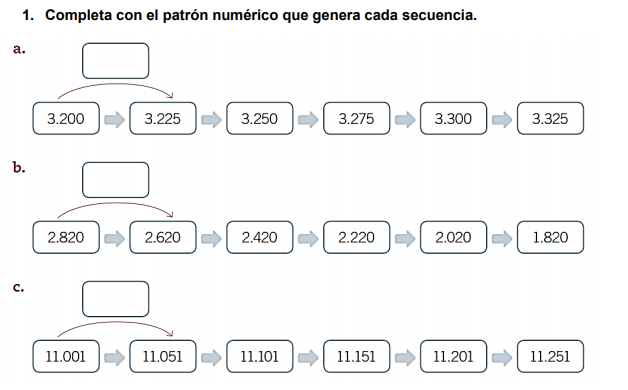 1. Completa con el patrón numérico que genera cada secuencia.
a.
3.200 3.225 3.250 3.275 3.300 3.325
b.
2.820 2.620 2.420 2.220 2.020 1.820
c.
11.001 11.051 11.101 11.151 11.201 11.251